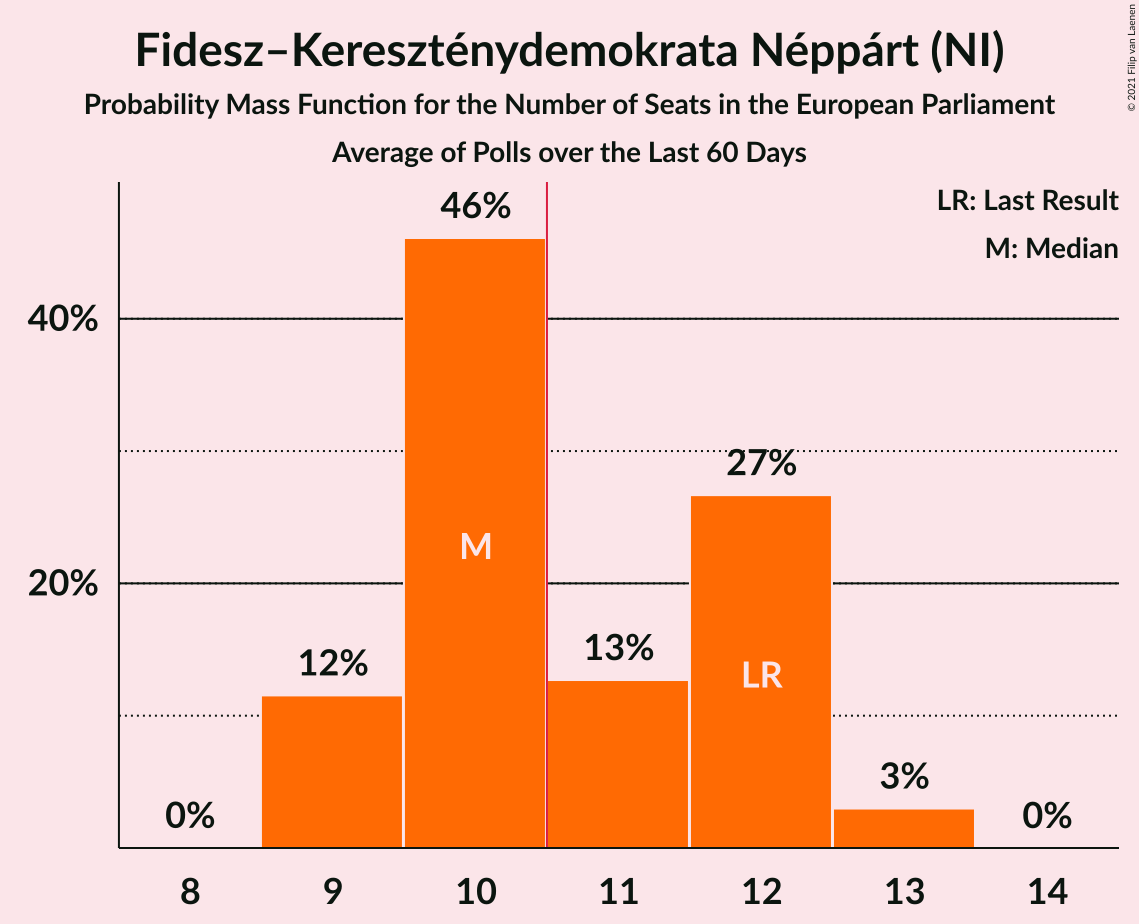 Fidesz–Kereszténydemokrata Néppárt (NI)
Probability Mass Function for the Number of Seats in the European Parliament
Average of Polls over the Last 60 Days
© 2021 Filip van Laenen
LR: Last Result
M: Median
46%
40%
27%
M
20%
13%
12%
LR
3%
0%
0%
8 9 10 11 12 13 14